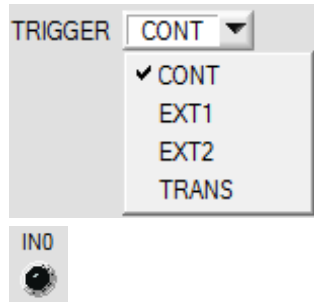 TRIGGER CONT
CONT
EXT1
EXT2
TRANS
IN0